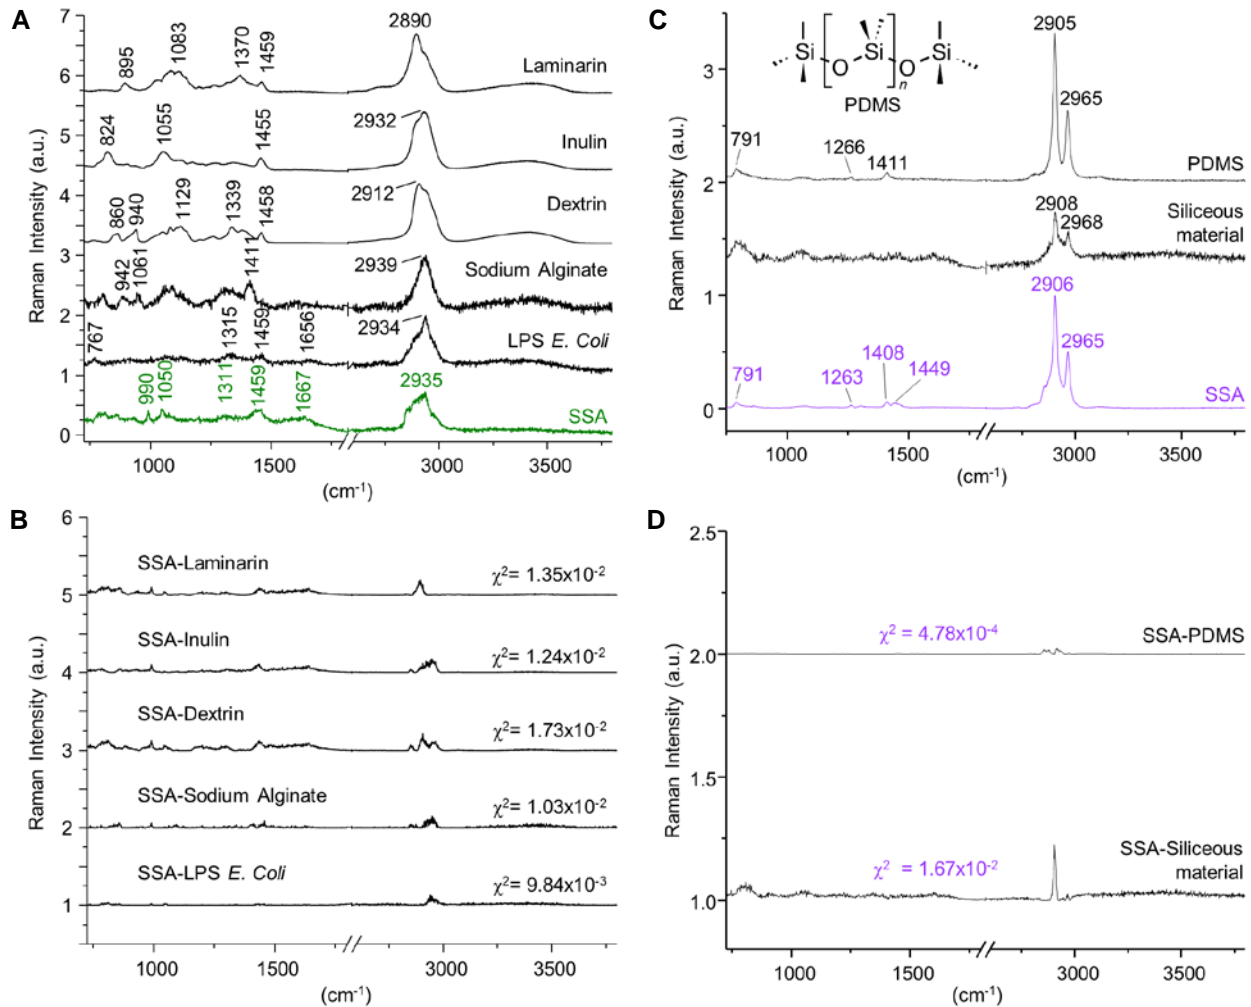 A
7
6
5
4
3
2
1
0
Raman Intensity (a.u.)
895
1083
1370
1459
2890
Laminarin
824
1055
1455
2932
Inulin
860
940
1129
1339
1458
2912
Dextrin
942
1061
1411
2939
Sodium Alginate
767
1315
1459
1656
2934
LPS E. Coli
990
1050
1311
1459
1667
2935
SSA
1000
1500
3000
3500
(cm-1)
C
3
2
1
0
Raman Intensity (a.u.)
Si
O
Si
n
O
Si
PDMS
2905
2965
791
1266
1411
PDMS
2908
2968
Siliceous
material
2906
2965
791
1263
1408
1449
SSA
1000
1500
3000
3500
(cm-1)
B
6
5
4
3
2
1
Raman Intensity (a.u.)
SSA-Laminarin
χ2= 1.35x10-2
SSA-Inulin
χ2= 1.24x10-2
SSA-Dextrin
χ2= 1.73x10-2
SSA-Sodium Alginate
χ2= 1.03x10-2
SSA-LPS E. Coli
χ2= 9.84x10-3
1000
1500
3000
3500
(cm-1)
D
2.5
2.0
1.5
1.0
Raman Intensity (a.u.)
χ2 = 4.78x10-4
SSA-PDMS
χ2 = 1.67x10-2
SSA-Siliceous
material
1000
1500
3000
3500
(cm-1)